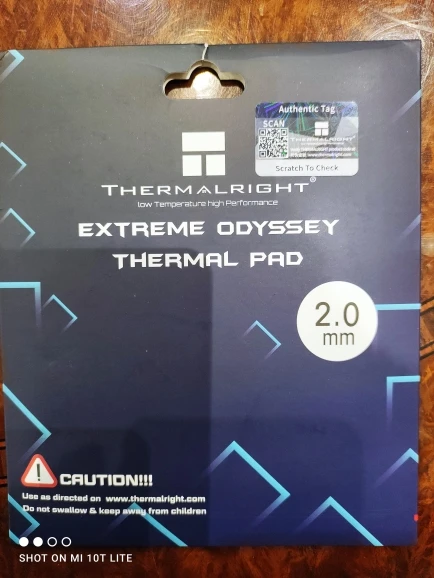 Authentic Tag
SCAN
Scratch To Check
THERMALRIGHT®
low Temperature high Performance
EXTREME ODYSSEY
THERMAL PAD
2.0
mm
CAUTION!!!
Use as directed on www.thermalright.com
Do not swallow & keep away from children
SHOT ON MI 10T LITE